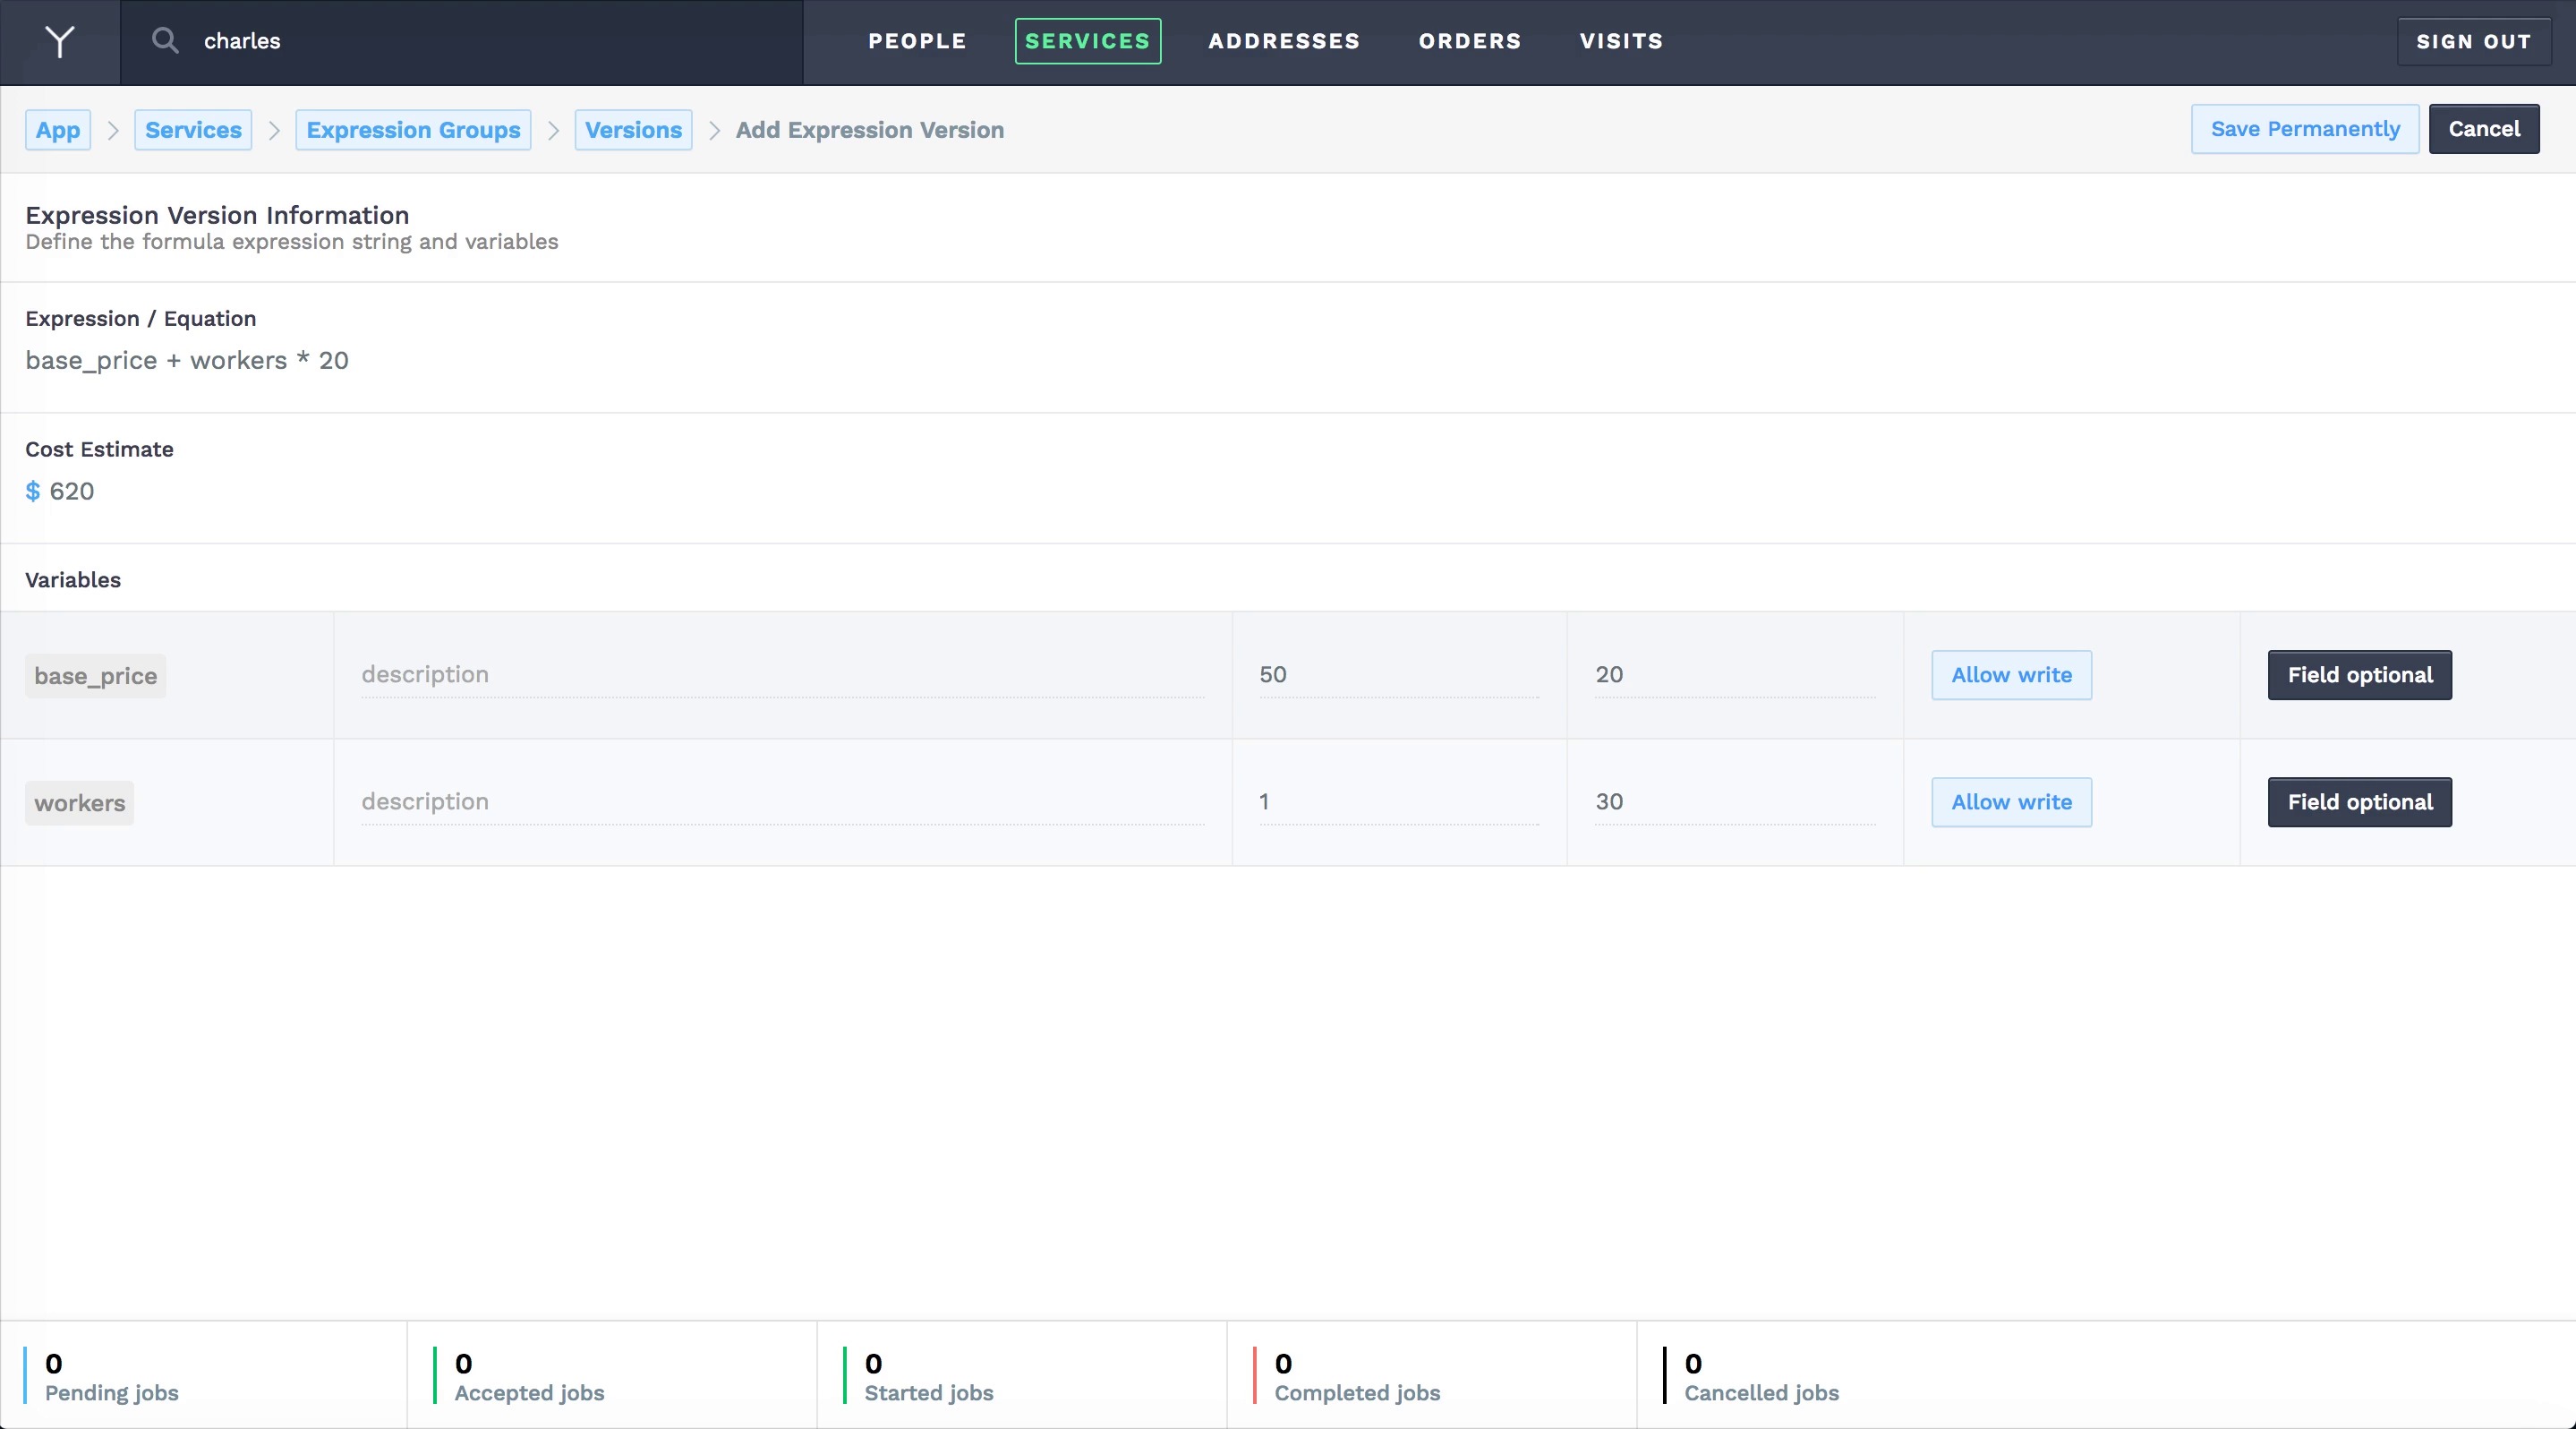 charles
PEOPLE SERVICES ADDRESSES ORDERS VISITS SIGN OUT
App Services Expression Groups Versions Add Expression Version Save Permanently Cancel
Expression Version Information
Define the formula expression string and variables
Expression / Equation
base_price + workers * 20
Cost Estimate
$ 620
Variables
base_price description 50 20 Allow write Field optional
workers description 1 30 Allow write Field optional
0 0 0 0 0
Pending jobs Accepted jobs Started jobs Completed jobs Cancelled jobs